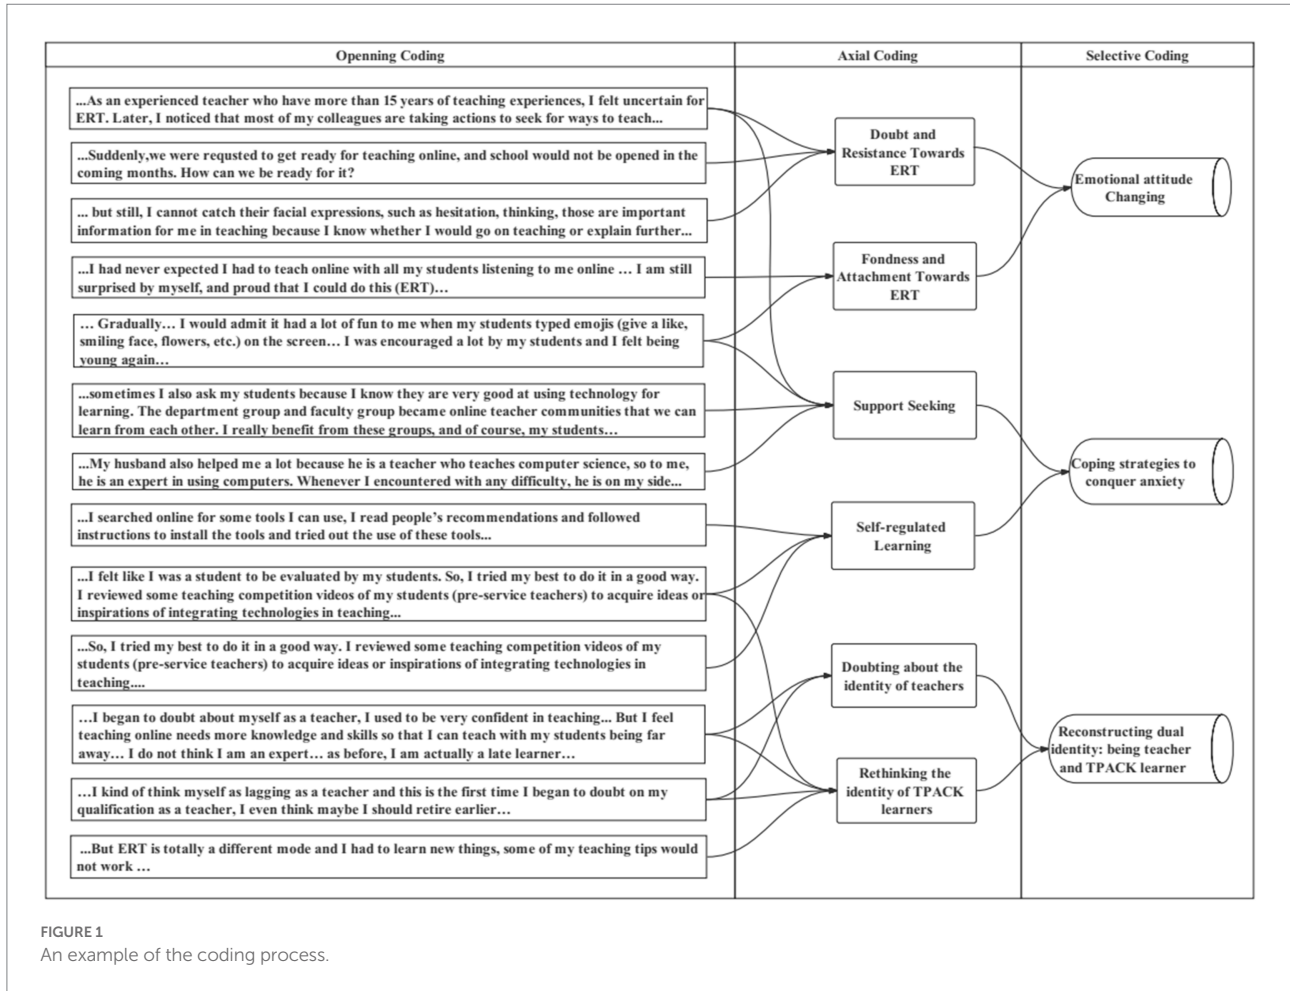 Openning Coding
Axial Coding
Selective Coding
...As an experienced teacher who have more than 15 years of teaching experiences, I felt uncertain for
ERT. Later, I noticed that most of my colleagues are taking actions to seek for ways to teach...
...Suddenly,we were requsted to get ready for teaching online, and school would not be opened in the
coming months. How can we be ready for it?
... but still, I cannot catch their facial expressions, such as hesitation, thinking, those are important
information for me in teaching because I know whether I would go on teaching or explain further...
...I had never expected I had to teach online with all my students listening to me online … I am still
surprised by myself, and proud that I could do this (ERT)…
… Gradually… I would admit it had a lot of fun to me when my students typed emojis (give a like,
smiling face, flowers, etc.) on the screen… I was encouraged a lot by my students and I felt being
young again…
...sometimes I also ask my students because I know they are very good at using technology for
learning. The department group and faculty group became online teacher communities that we can
learn from each other. I really benefit from these groups, and of course, my students…
...My husband also helped me a lot because he is a teacher who teaches computer science, so to me,
he is an expert in using computers. Whenever I encountered with any difficulty, he is on my side...
...I searched online for some tools I can use, I read people's recommendations and followed
instructions to install the tools and tried out the use of these tools...
...I felt like I was a student to be evaluated by my students. So, I tried my best to do it in a good way.
I reviewed some teaching competition videos of my students (pre-service teachers) to acquire ideas or
inspirations of integrating technologies in teaching...
...So, I tried my best to do it in a good way. I reviewed some teaching competition videos of my
students (pre-service teachers) to acquire ideas or inspirations of integrating technologies in
teaching....
…I began to doubt about myself as a teacher, I used to be very confident in teaching... But I feel
teaching online needs more knowledge and skills so that I can teach with my students being far
away… I do not think I am an expert… as before, I am actually a late learner…
…I kind of think myself as lagging as a teacher and this is the first time I began to doubt on my
qualification as a teacher, I even think maybe I should retire earlier…
...But ERT is totally a different mode and I had to learn new things, some of my teaching tips would
not work …
Doubt and
Resistance Towards
ERT
Fondness and
Attachment Towards
ERT
Support Seeking
Self-regulated
Learning
Doubting about the
identity of teachers
Rethinking the
identity of TPACK
learners
Emotional attitude
Changing
Coping strategies to
conquer anxiety
Reconstructing dual
identity: being teacher
and TPACK learner
FIGURE 1
An example of the coding process.